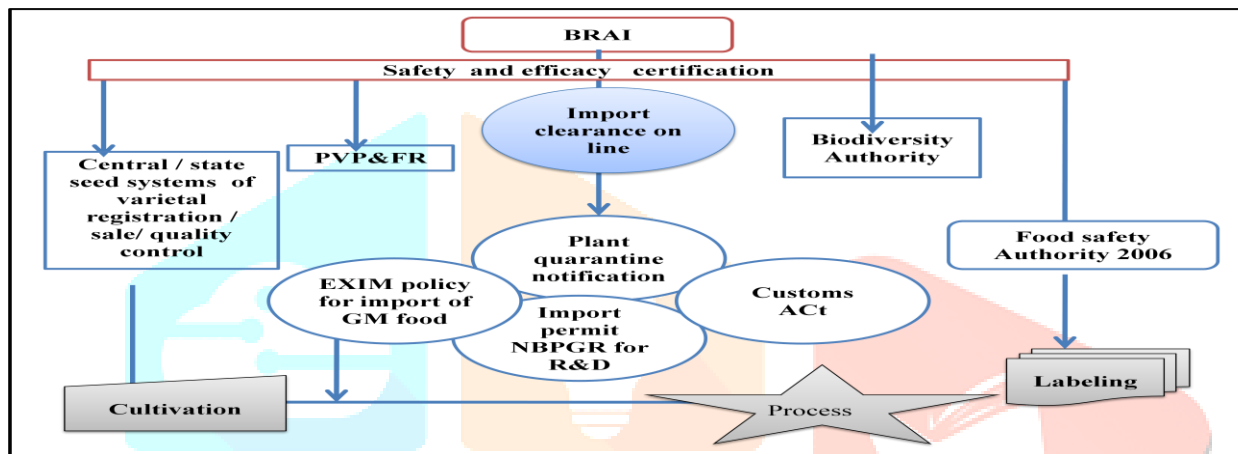 BRAI
Safety and efficacy certification
Central / state
seed systems of
varietal
registration /
sale/ quality
control
PVP&FR
Import
clearance on
line
Biodiversity
Authority
Food safety
Authority 2006
Plant
quarantine
notification
EXIM policy
for import of
GM food
Import
permit
NBPGR for
R&D
Customs
ACt
Cultivation
Process
Labeling